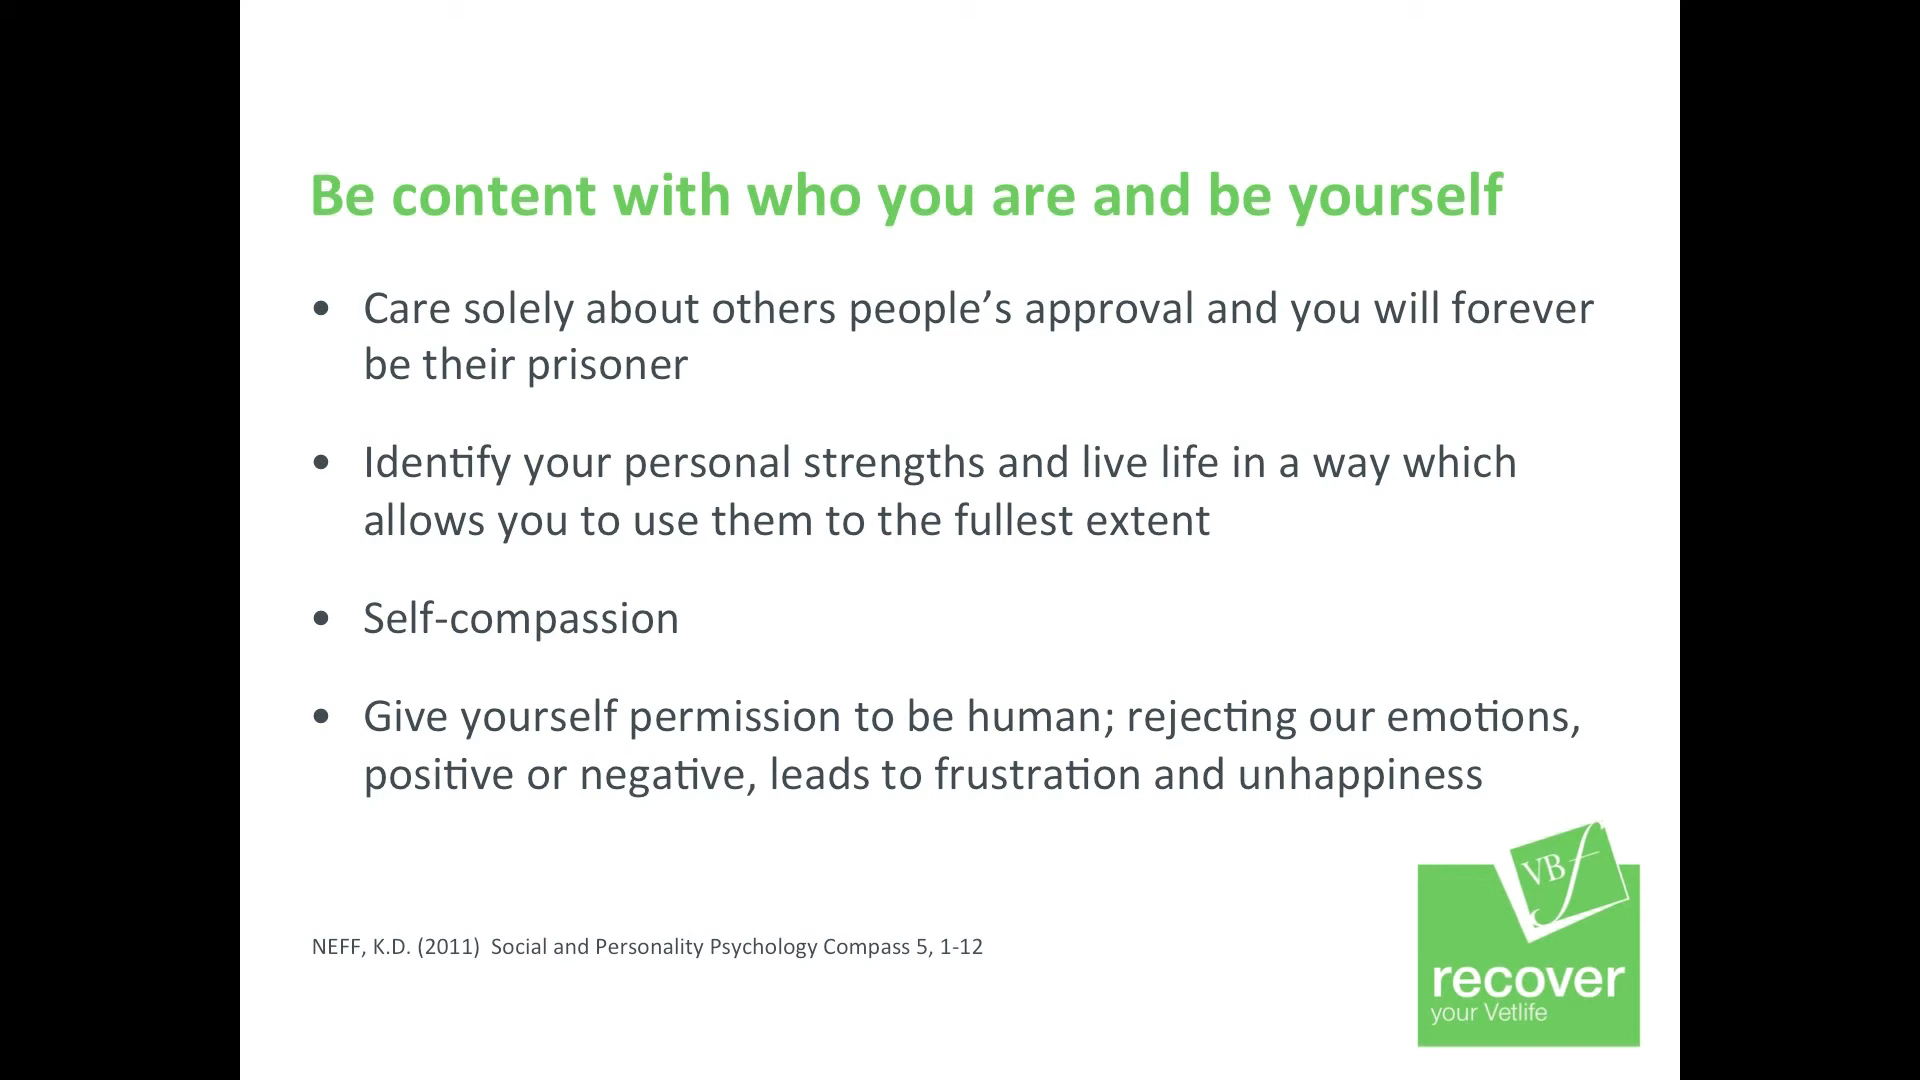 Be content with who you are and be yourself
• Care solely about others people’s approval and you will forever
be their prisoner
• Identify your personal strengths and live life in a way which
allows you to use them to the fullest extent
• Self-compassion
• Give yourself permission to be human; rejecting our emotions,
positive or negative, leads to frustration and unhappiness
NEFF, K.D. (2011)  Social and Personality Psychology Compass 5, 1-12
VBf
recover
your Vetlife